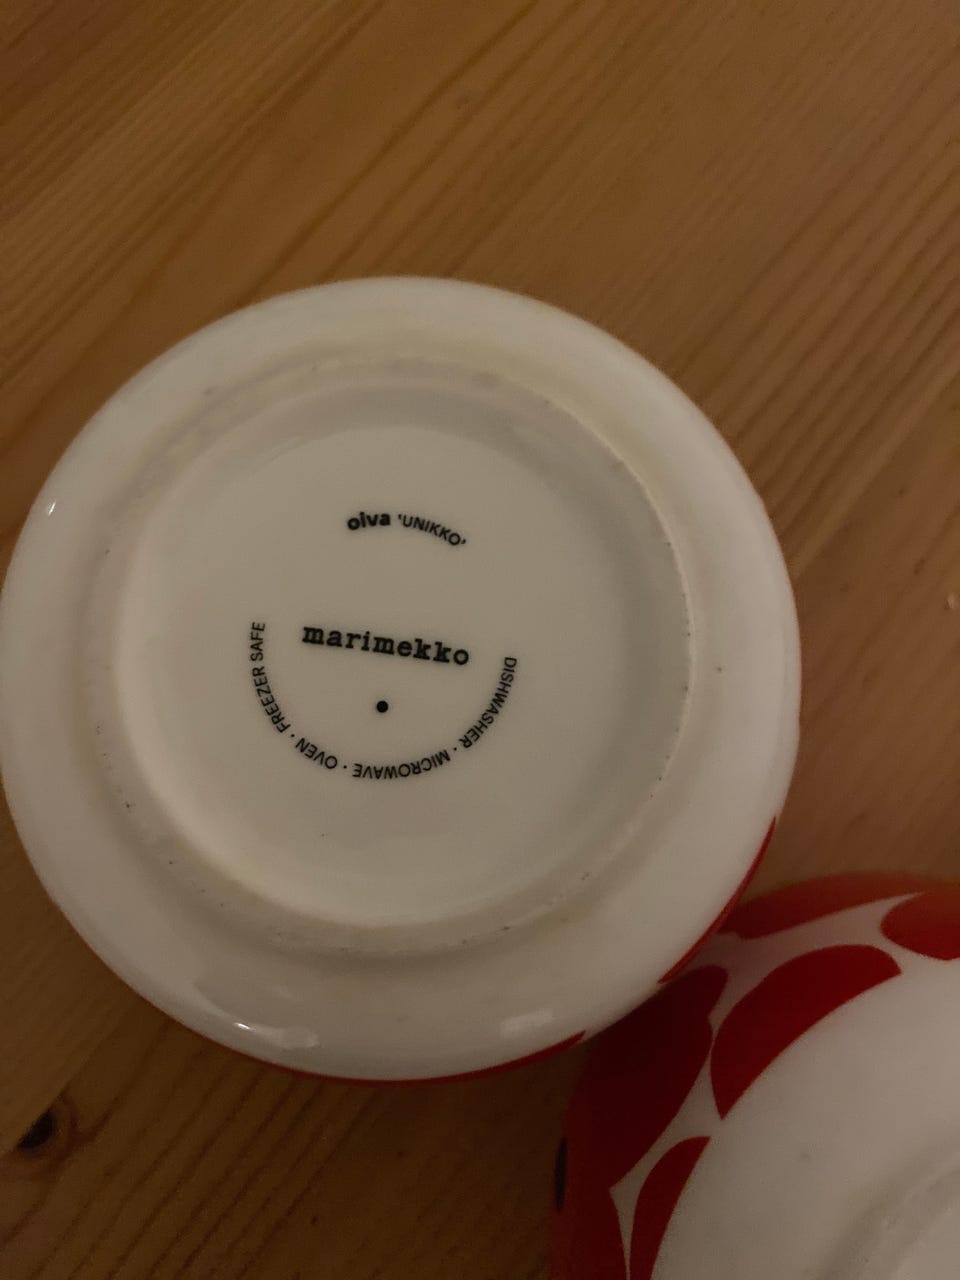 oiva 'UNIKKO'
marimekko
DISHWASHER · MICROWAVE · OVEN · FREEZER SAFE